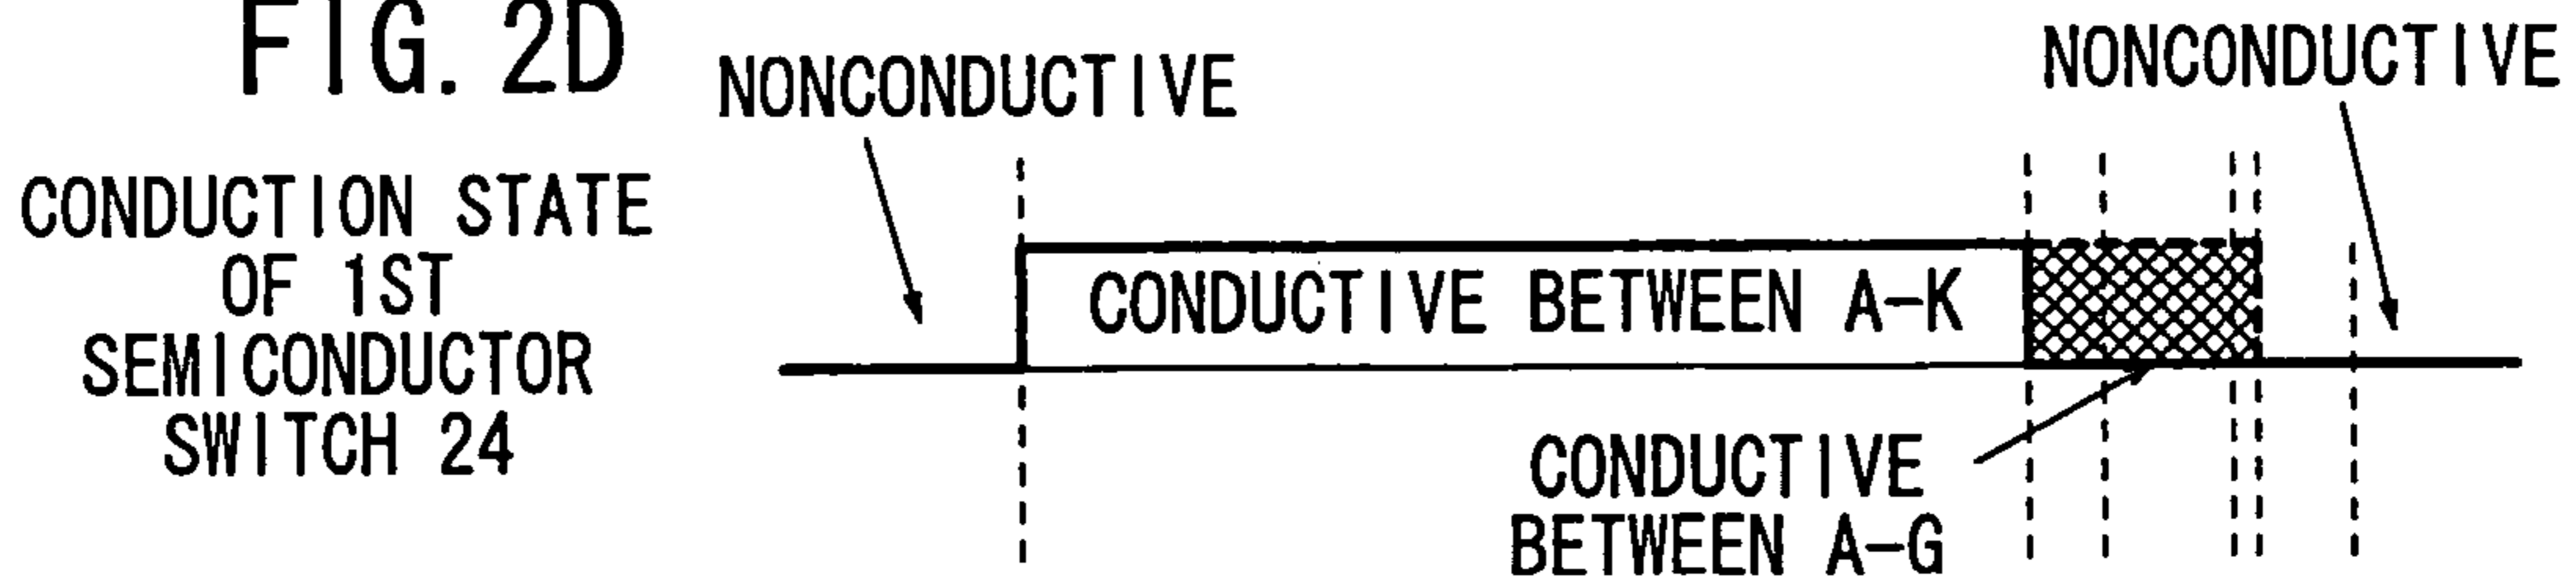 FIG. 2D
CONDUCTION STATE
OF 1ST
SEMICONDUCTOR
SWITCH 24
NONCONDUCTIVE
NONCONDUCTIVE
CONDUCTIVE BETWEEN A-K
CONDUCTIVE
BETWEEN A-G